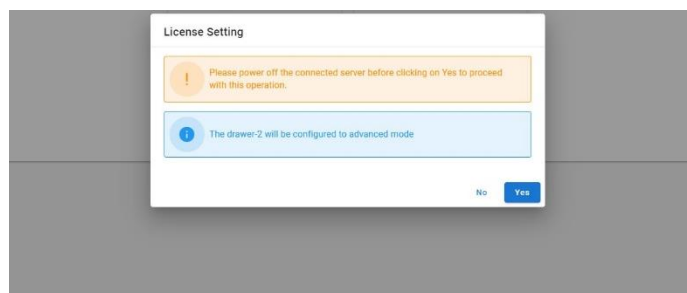 License Setting
Please power off the connected server before clicking on Yes to proceed
with this operation.
The drawer-2 will be configured to advanced mode
No
Yes